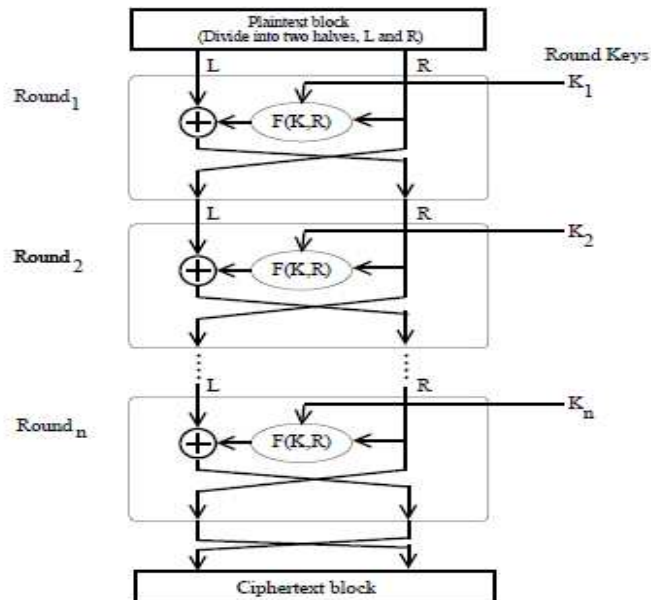 Plaintext block
(Divide into two halves, L and R)
Round Keys
L
R
K1
Round1
F(K,R)
L
R
K2
Round2
F(K,R)
L
R
Kn
Roundn
F(K,R)
Ciphertext block